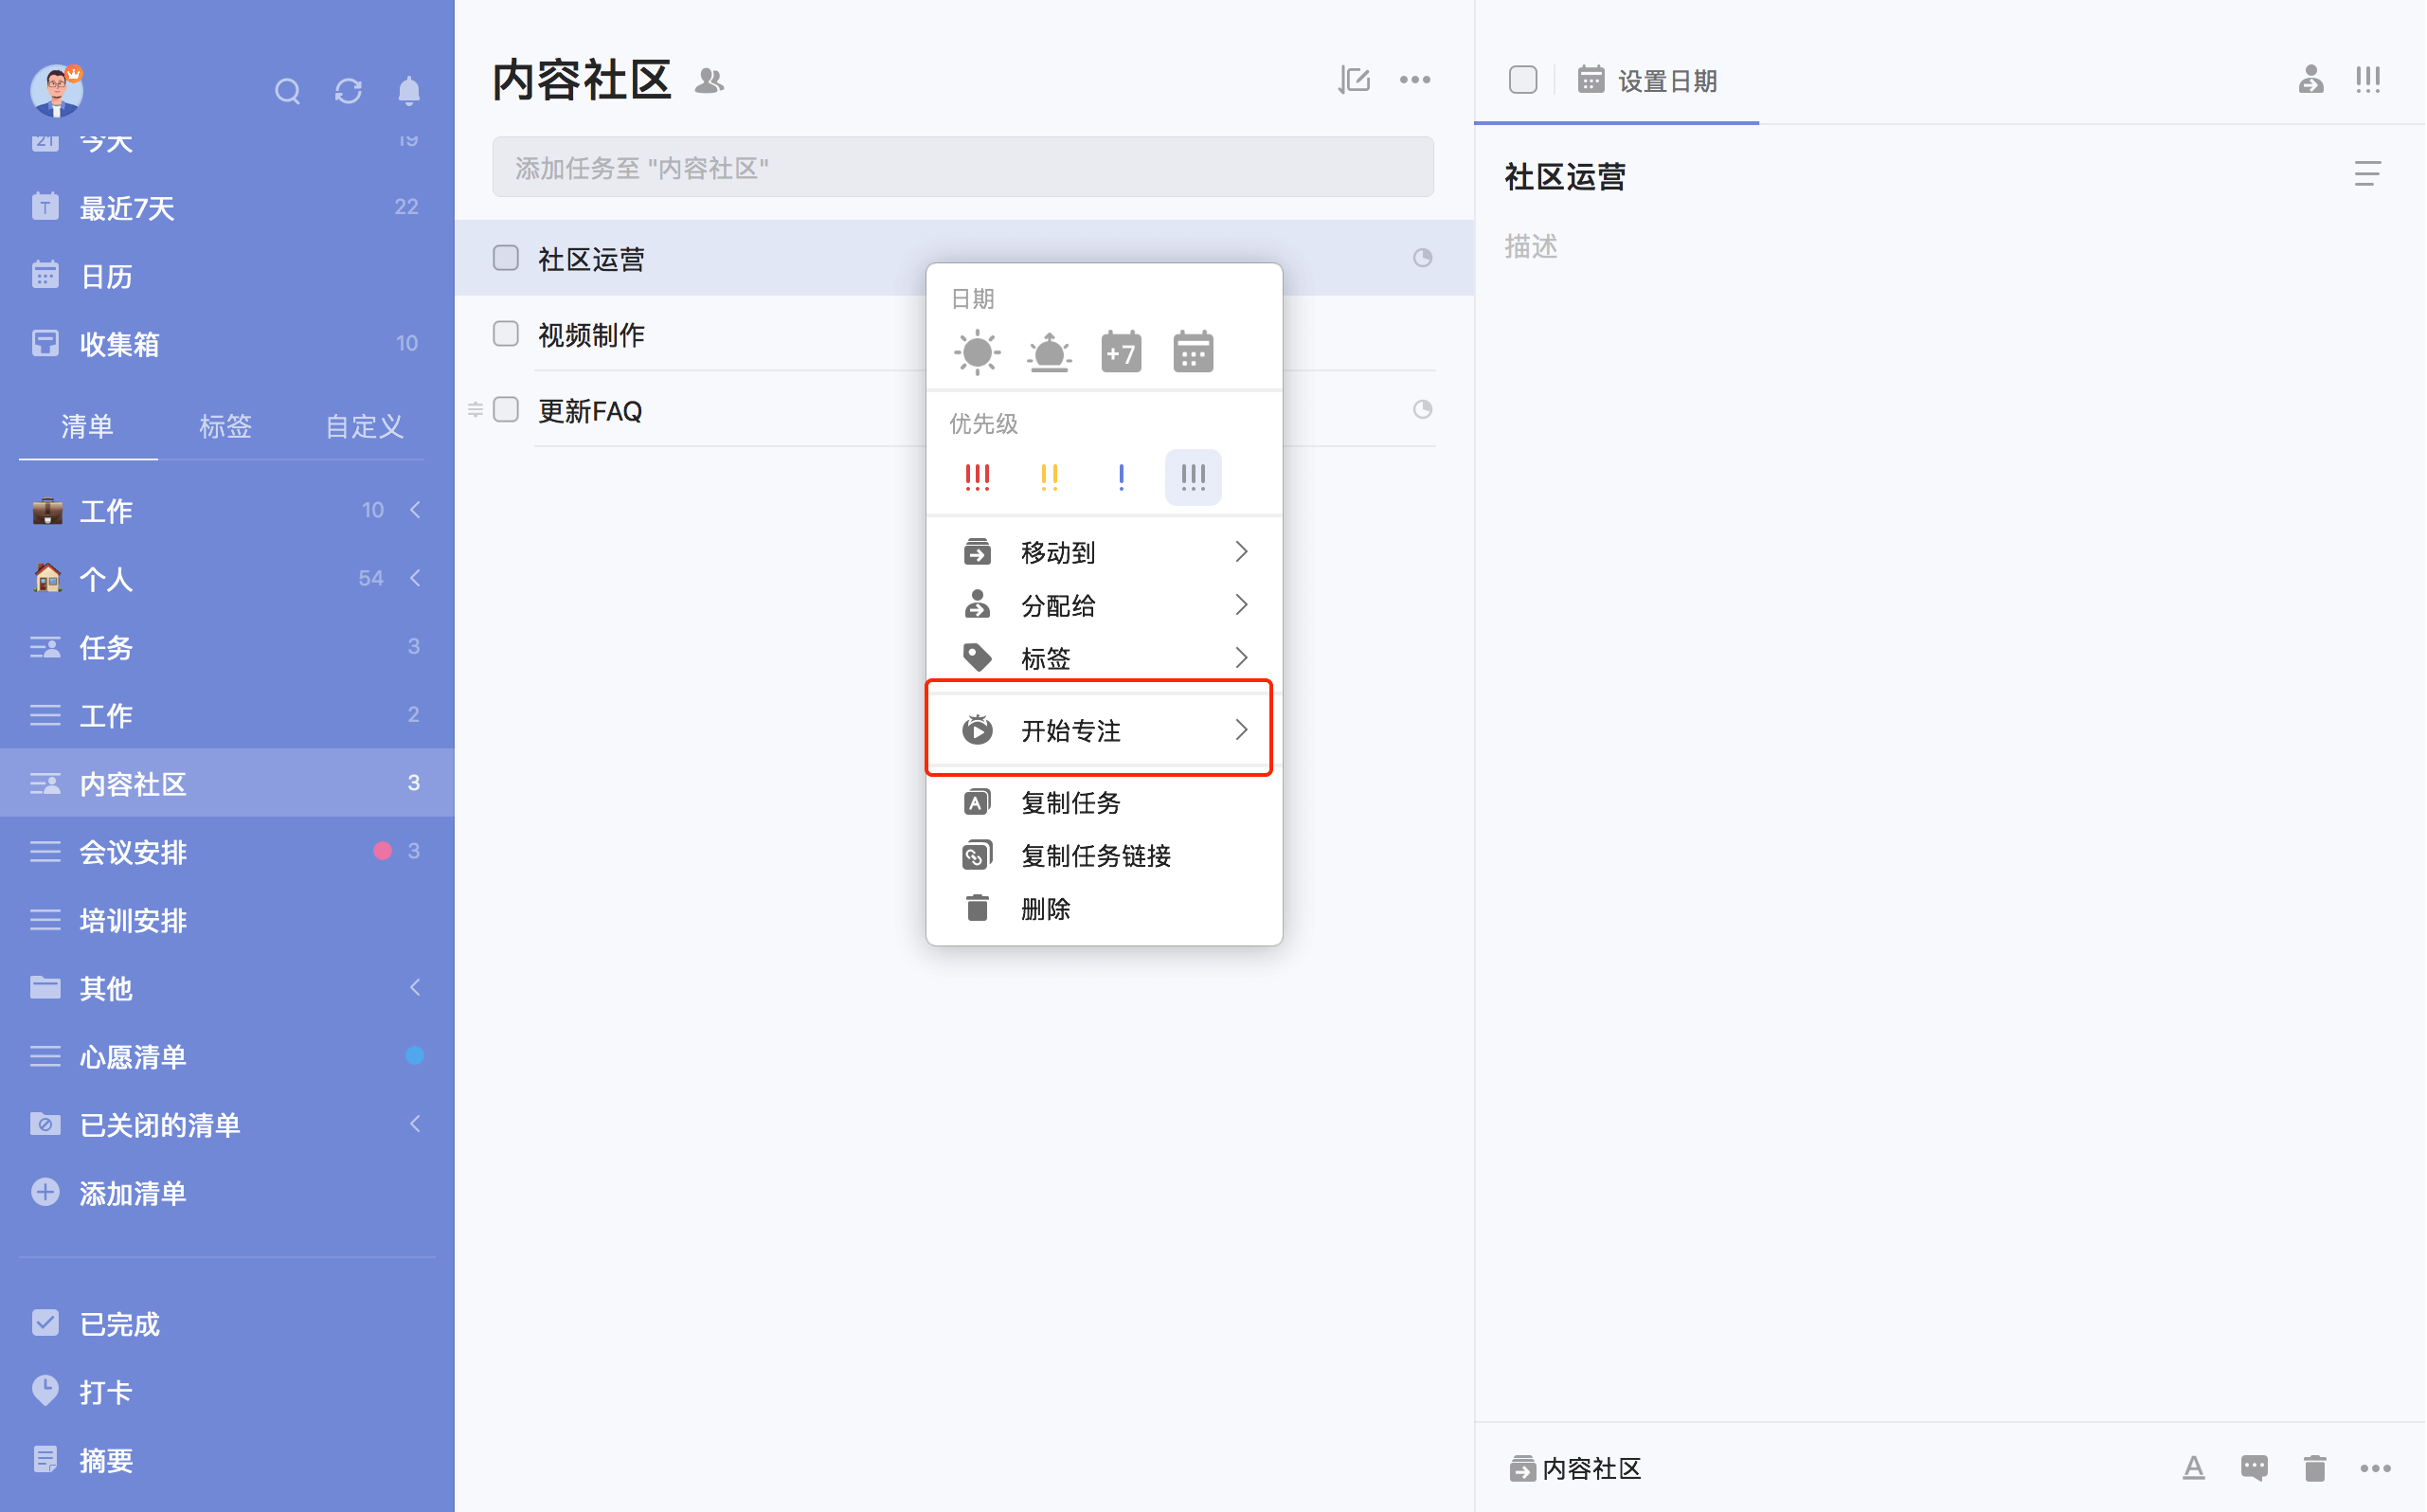 今天 19
最近7天 22
日历
收集箱 10
清单 标签 自定义
工作 10
个人 54
任务 3
工作 2
内容社区 3
会议安排 3
培训安排
其他
心愿清单
已关闭的清单
添加清单
已完成
打卡
摘要
内容社区
添加任务至 "内容社区"
社区运营
视频制作
更新FAQ
日期
+7
优先级
移动到
分配给
标签
开始专注
复制任务
复制任务链接
删除
设置日期
社区运营
描述
内容社区